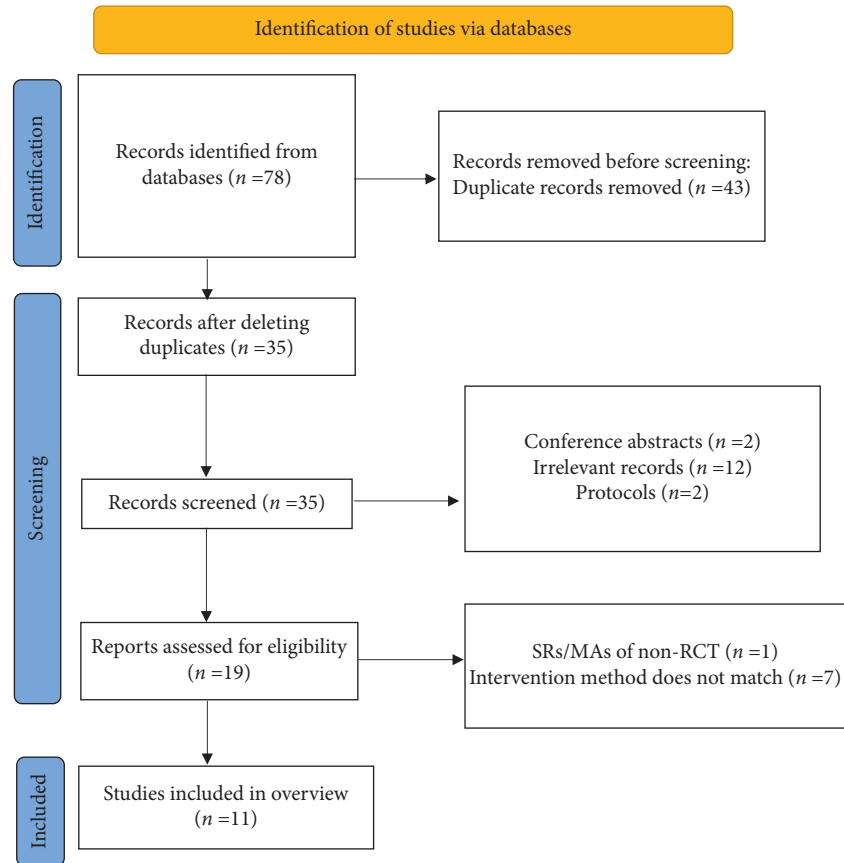 Identification of studies via databases
Identification
Records identified from
databases (n =78)
Records removed before screening:
Duplicate records removed (n =43)
Screening
Records after deleting
duplicates (n =35)
Records screened (n =35)
Conference abstracts (n =2)
Irrelevant records (n =12)
Protocols (n=2)
Reports assessed for eligibility
(n =19)
SRs/MAs of non-RCT (n =1)
Intervention method does not match (n =7)
Included
Studies included in overview
(n =11)